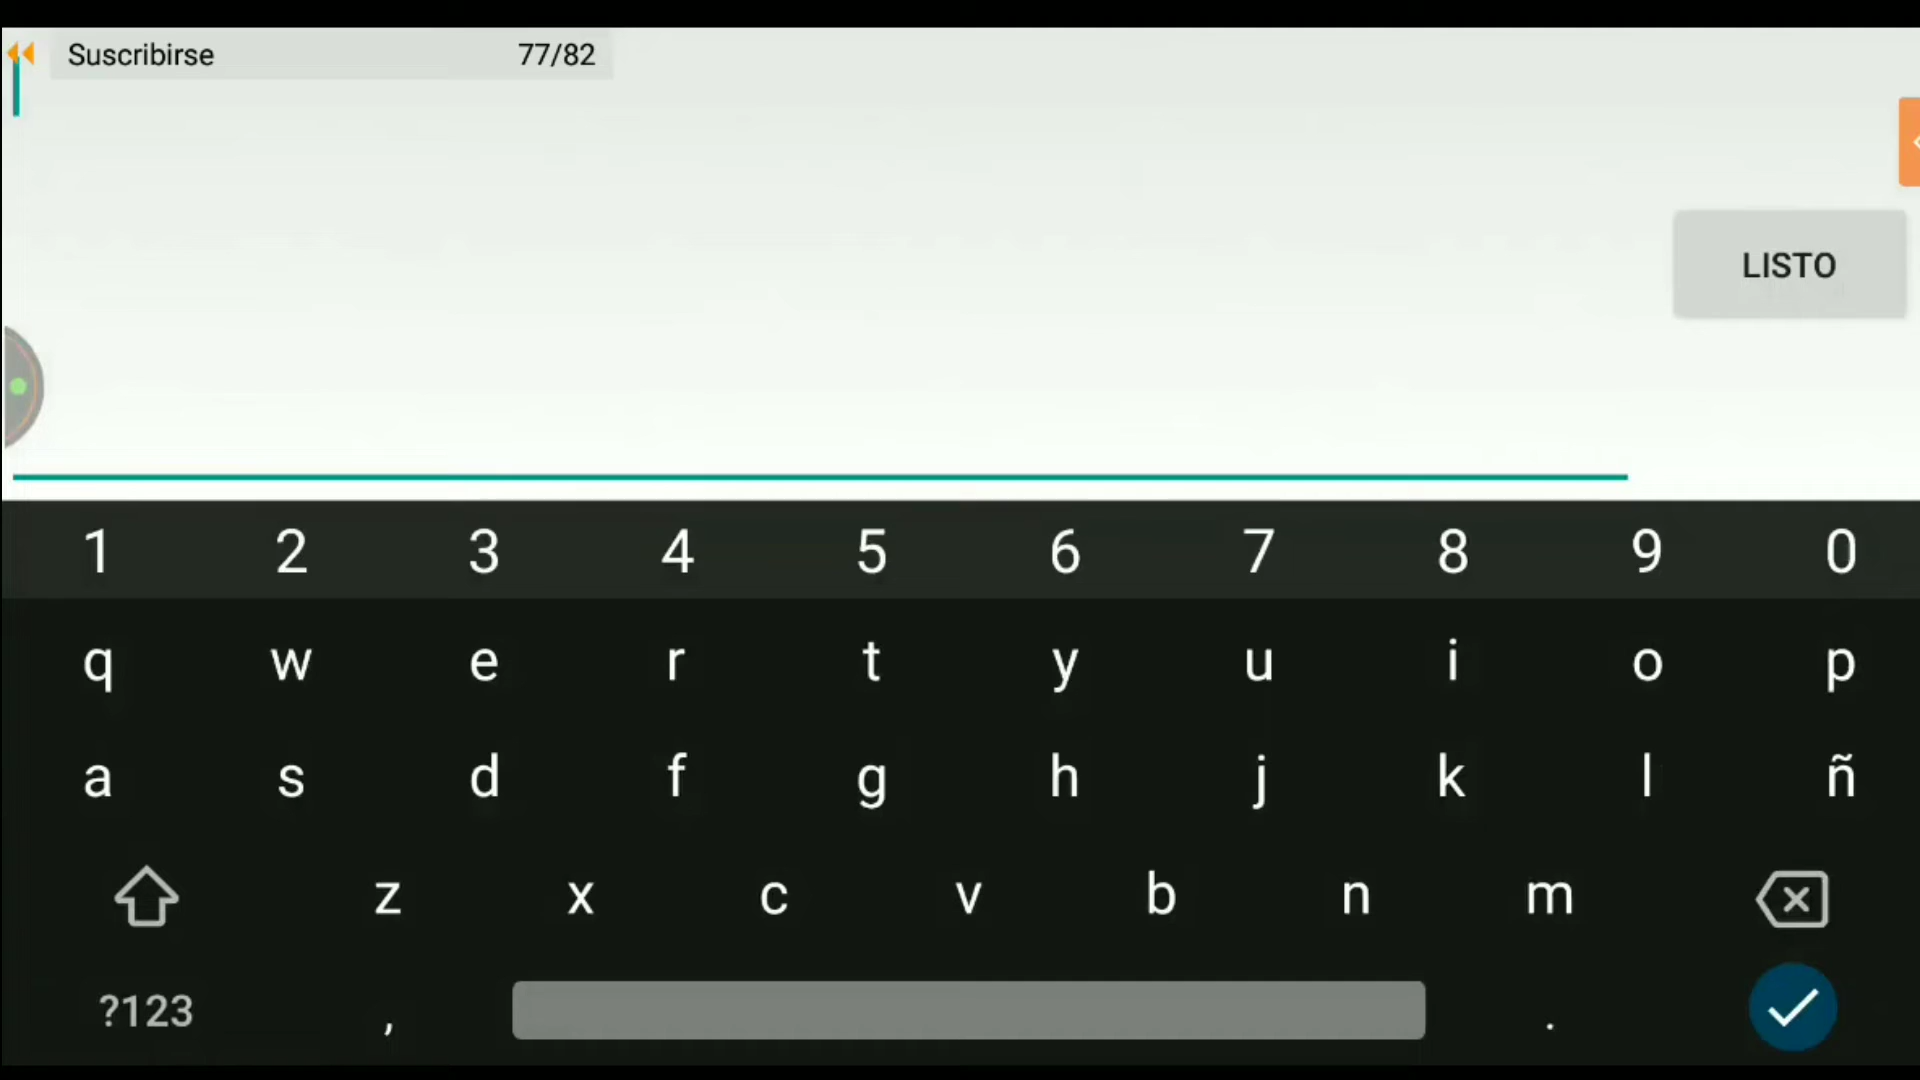 Suscribirse 77/82
LISTO
1 2 3 4 5 6 7 8 9 0
q w e r t y u i o p
a s d f g h j k l ñ
z x c v b n m
?123 , .